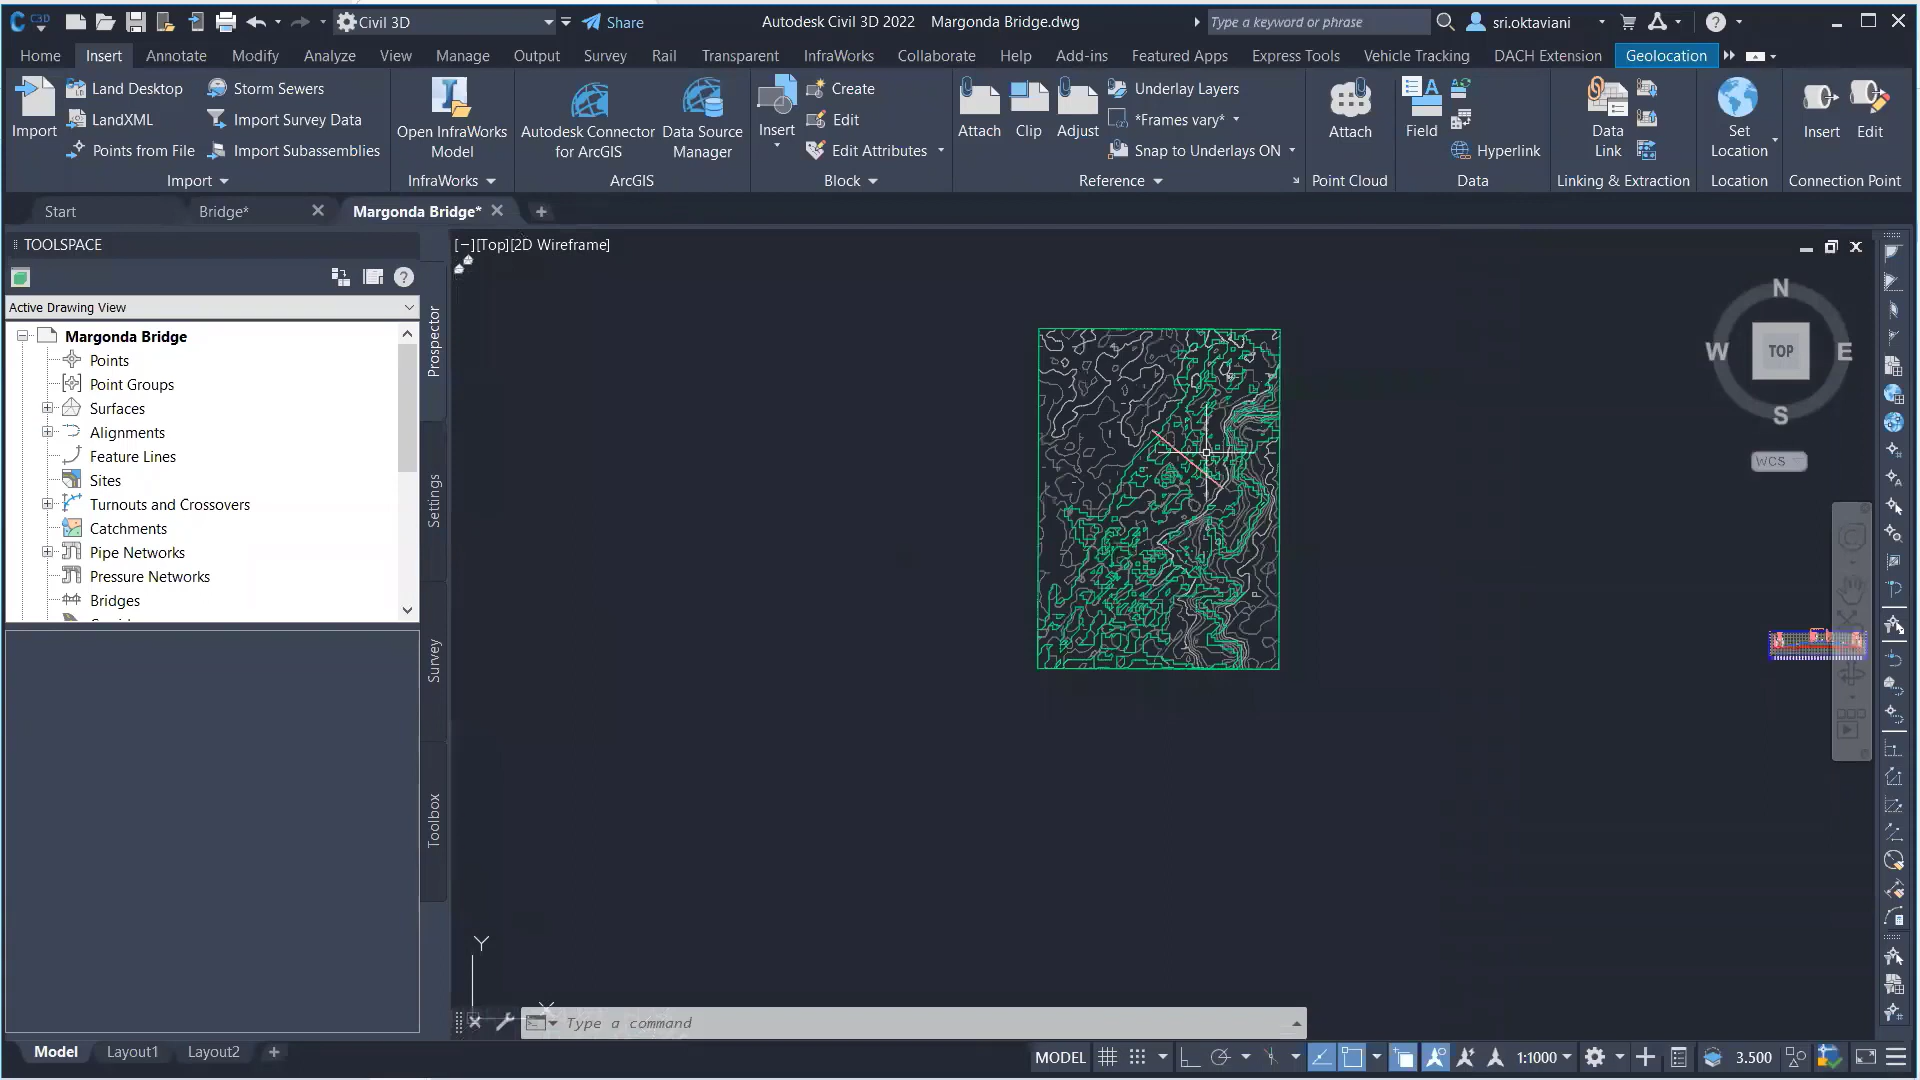 C3D Civil 3D Share Autodesk Civil 3D 2022 Margonda Bridge.dwg Type a keyword or phrase sri.oktaviani
Home Insert Annotate Modify Analyze View Manage Output Survey Rail Transparent InfraWorks Collaborate Help Add-ins Featured Apps Express Tools Vehicle Tracking DACH Extension Geolocation
Land Desktop Storm Sewers Create Underlay Layers
LandXML Import Survey Data Edit *Frames vary*
Import Open InfraWorks Autodesk Connector Data Source Insert Attach Clip Adjust Attach Field Data Set Insert Edit
Points from File Import Subassemblies Model for ArcGIS Manager Edit Attributes Snap to Underlays ON Hyperlink Link Location
Import InfraWorks ArcGIS Block Reference Point Cloud Data Linking & Extraction Location Connection Point
Start Bridge* Margonda Bridge*
TOOLSPACE
[−][Top][2D Wireframe]
Active Drawing View
Margonda Bridge
Points
Point Groups
Surfaces
Alignments
Feature Lines
Sites
Turnouts and Crossovers
Catchments
Pipe Networks
Pressure Networks
Bridges
Prospector
Settings
Survey
Toolbox
N
W TOP E
S
WCS
Y
X
Type a command
Model Layout1 Layout2
MODEL 1:1000 3.500